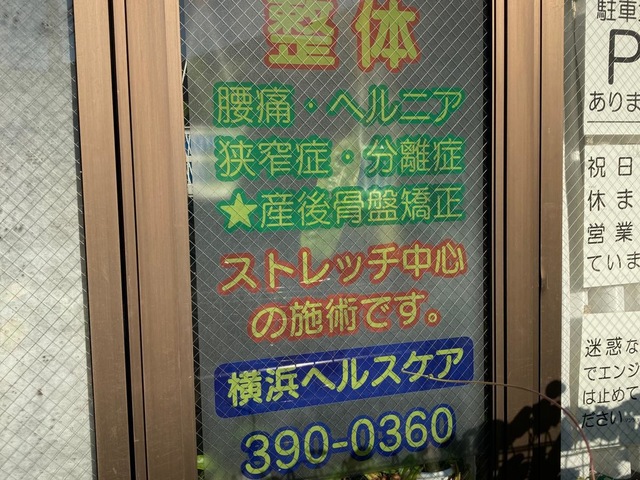 整体
腰痛・ヘルニア
狭窄症・分離症
★産後骨盤矯正
ストレッチ中心
の施術です。
横浜ヘルスケア
390-0360
駐車
P
ありま
祝日
休ま
営業
ていま
迷惑な
でエンジ
は止めて
ださい